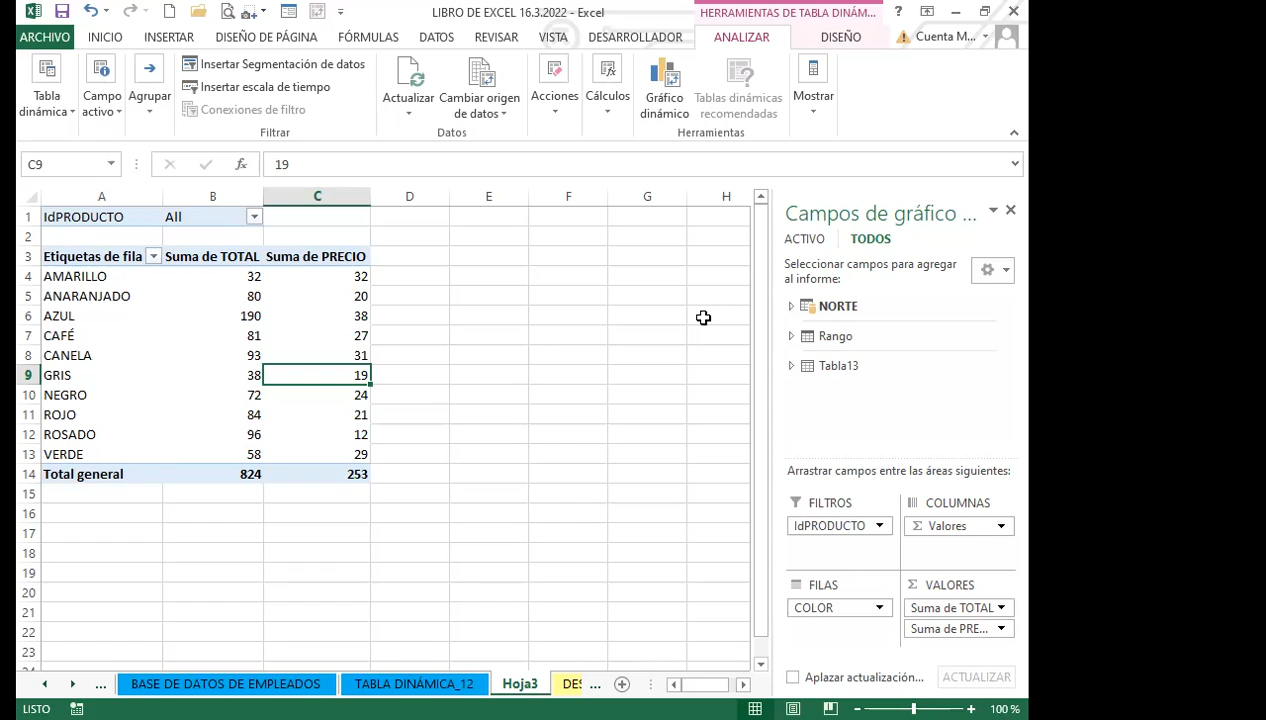 LIBRO DE EXCEL 16.3.2022 - Excel
HERRAMIENTAS DE TABLA DINÁM...
ARCHIVO INICIO INSERTAR DISEÑO DE PÁGINA FÓRMULAS DATOS REVISAR VISTA DESARROLLADOR ANALIZAR DISEÑO Cuenta M...
Tabla dinámica
Campo activo
Agrupar
Insertar Segmentación de datos
Insertar escala de tiempo
Conexiones de filtro
Filtrar
Actualizar
Cambiar origen de datos
Datos
Acciones
Cálculos
Gráfico dinámico
Tablas dinámicas recomendadas
Herramientas
Mostrar
C9 fx 19
A B C D E F G H
1 IdPRODUCTO All
2
3 Etiquetas de fila Suma de TOTAL Suma de PRECIO
4 AMARILLO 32 32
5 ANARANJADO 80 20
6 AZUL 190 38
7 CAFÉ 81 27
8 CANELA 93 31
9 GRIS 38 19
10 NEGRO 72 24
11 ROJO 84 21
12 ROSADO 96 12
13 VERDE 58 29
14 Total general 824 253
15
16
17
18
19
20
21
22
23
Campos de gráfico ...
ACTIVO TODOS
Seleccionar campos para agregar
al informe:
NORTE
Rango
Tabla13
Arrastrar campos entre las áreas siguientes:
FILTROS COLUMNAS
IdPRODUCTO Σ Valores
FILAS Σ VALORES
COLOR Suma de TOTAL
Suma de PRE...
Aplazar actualización... ACTUALIZAR
... BASE DE DATOS DE EMPLEADOS TABLA DINÁMICA_12 Hoja3 DES ...
LISTO 100 %